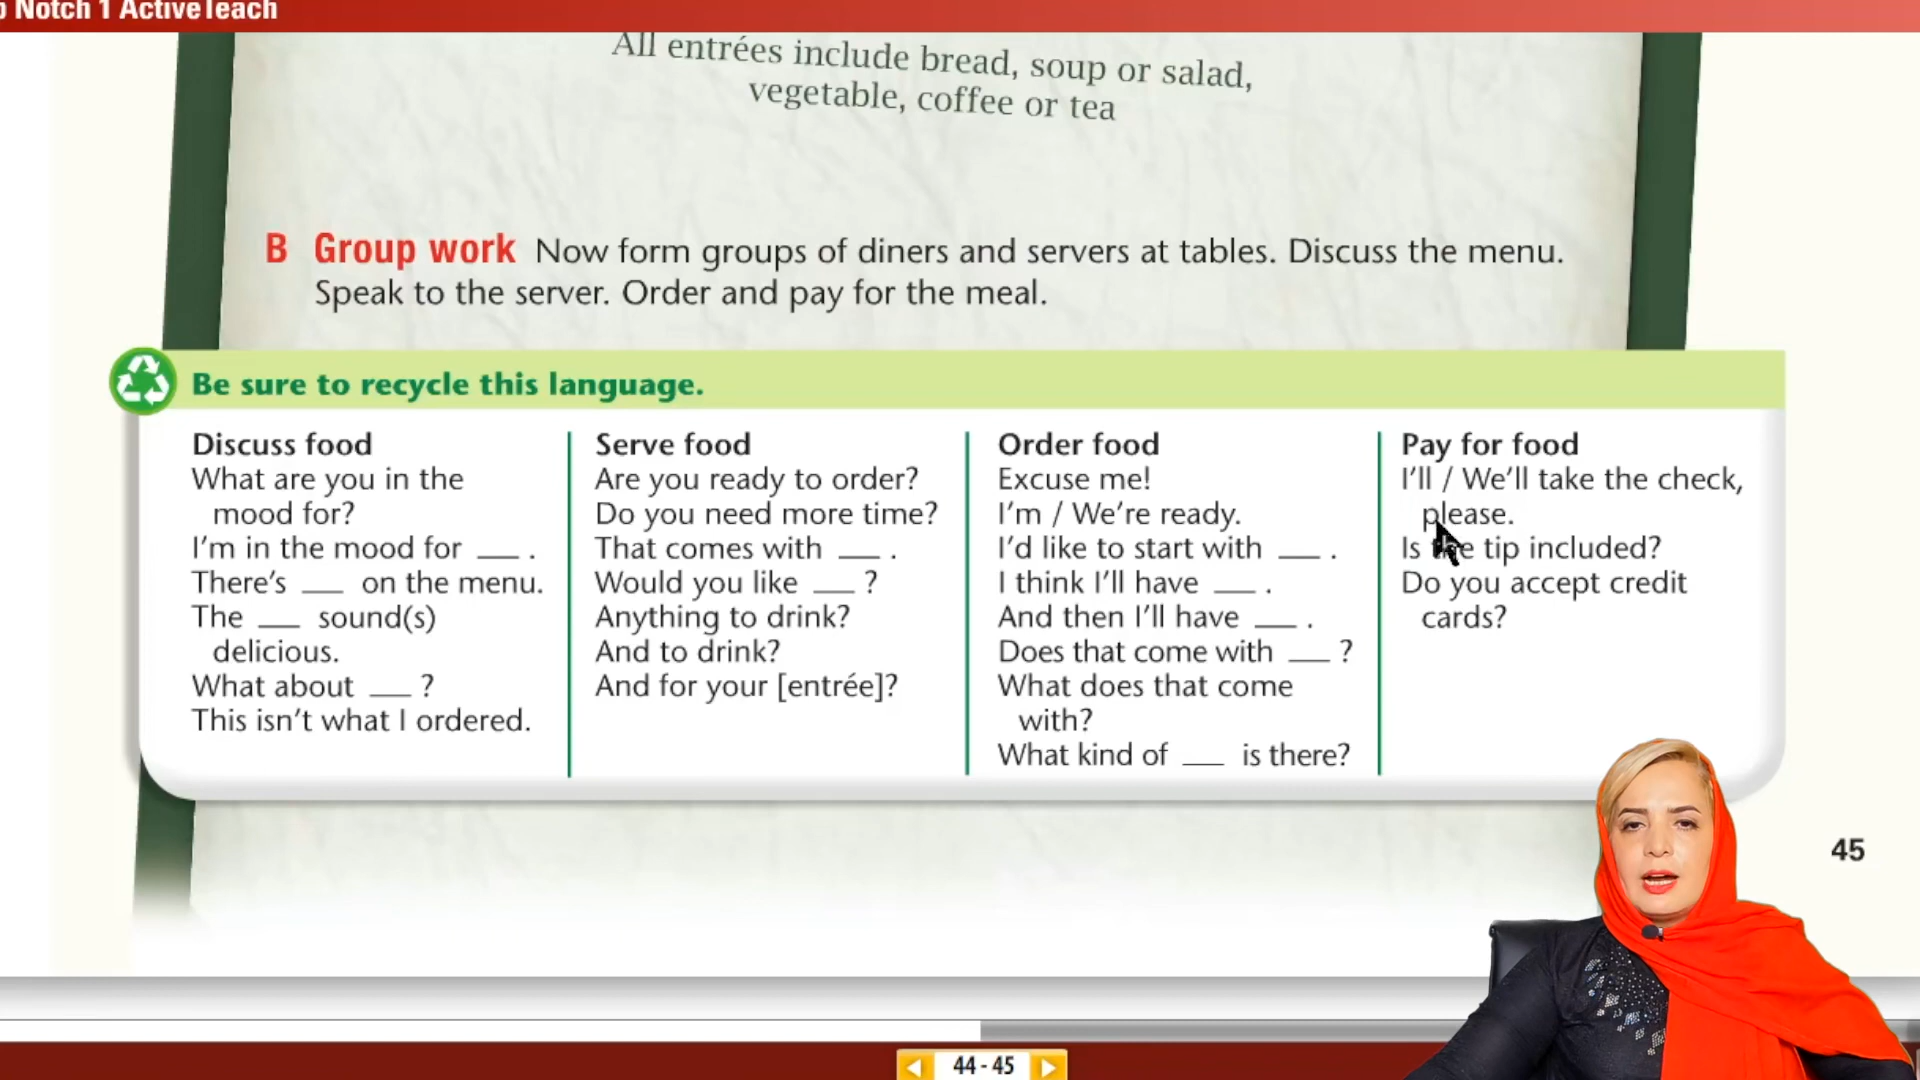 Notch 1 ActiveTeach
All entrées include bread, soup or salad,
vegetable, coffee or tea
B Group work Now form groups of diners and servers at tables. Discuss the menu.
Speak to the server. Order and pay for the meal.
Be sure to recycle this language.
Discuss food
What are you in the
mood for?
I'm in the mood for ___ .
There's ___ on the menu.
The ___ sound(s)
delicious.
What about ___ ?
This isn't what I ordered.
Serve food
Are you ready to order?
Do you need more time?
That comes with ___ .
Would you like ___ ?
Anything to drink?
And to drink?
And for your [entrée]?
Order food
Excuse me!
I'm / We're ready.
I'd like to start with ___ .
I think I'll have ___ .
And then I'll have ___ .
Does that come with ___ ?
What does that come
with?
What kind of ___ is there?
Pay for food
I'll / We'll take the check,
please.
Is the tip included?
Do you accept credit
cards?
45
44 - 45